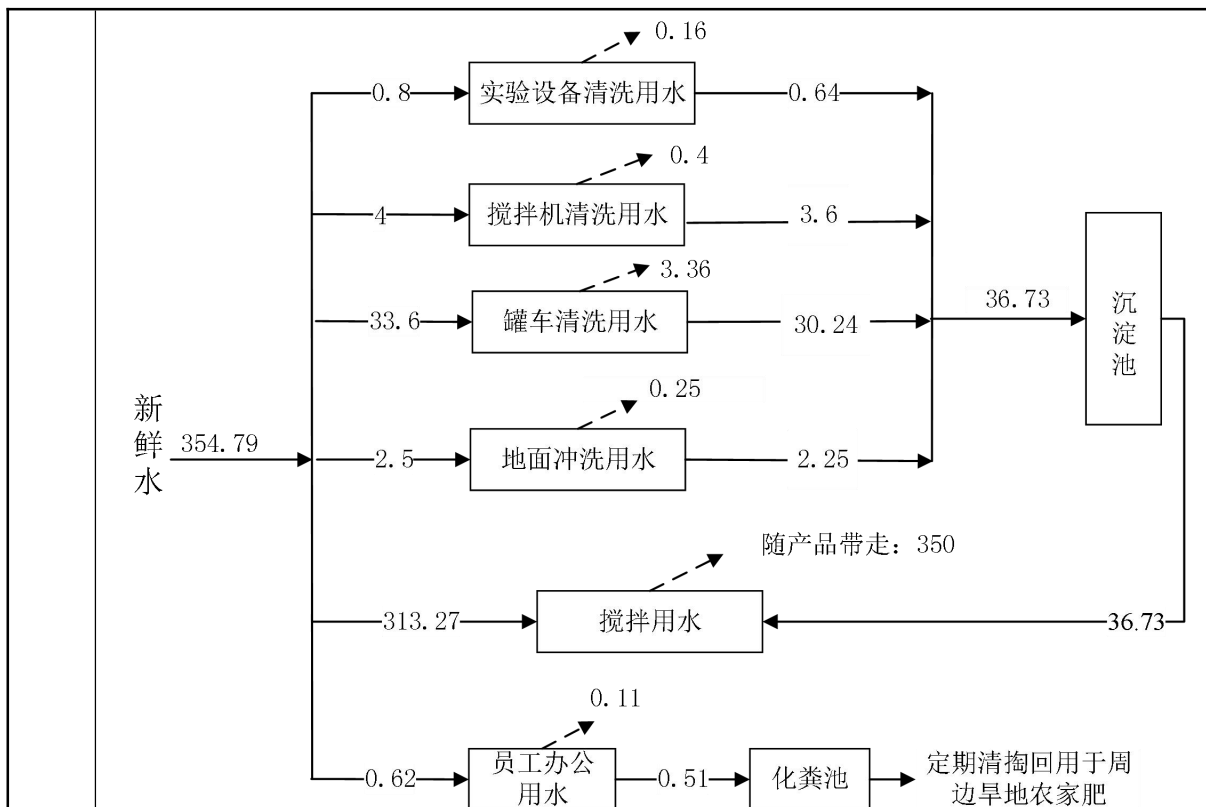 0.16
0.8
实验设备清洗用水
0.64
0.4
4
搅拌机清洗用水
3.6
3.36
33.6
罐车清洗用水
30.24
36.73
沉淀池
0.25
新鲜水
354.79
2.5
地面冲洗用水
2.25
随产品带走：350
313.27
搅拌用水
36.73
0.11
0.62
员工办公
用水
0.51
化粪池
定期清掏回用于周
边旱地农家肥